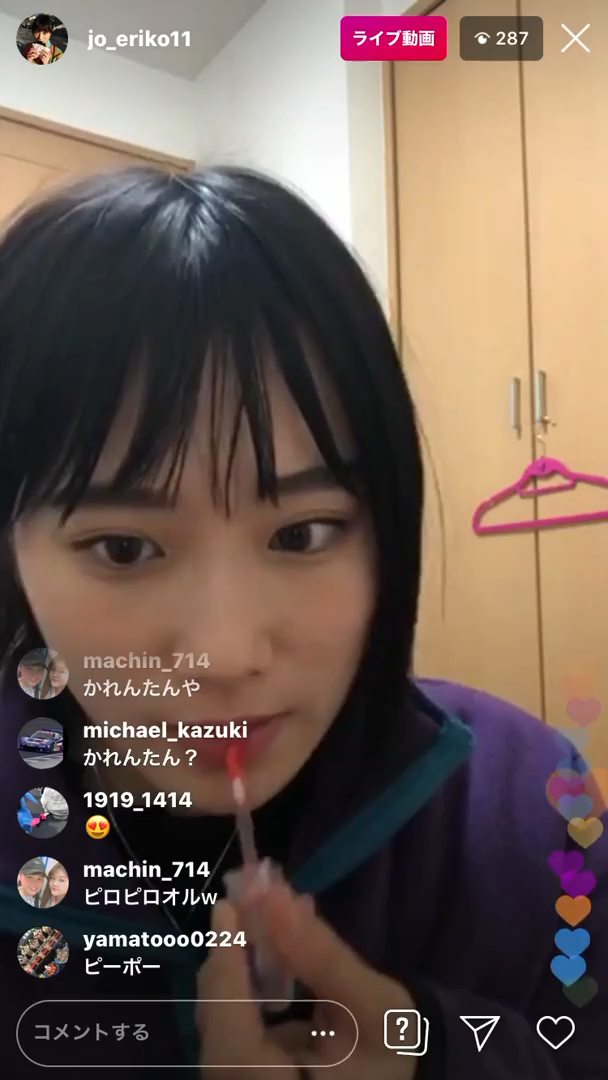 jo_eriko11
ライブ動画
287
machin_714
かれんたんや
michael_kazuki
かれんたん？
1919_1414
😍
machin_714
ピロピロオルw
yamatooo0224
ピーポー
コメントする